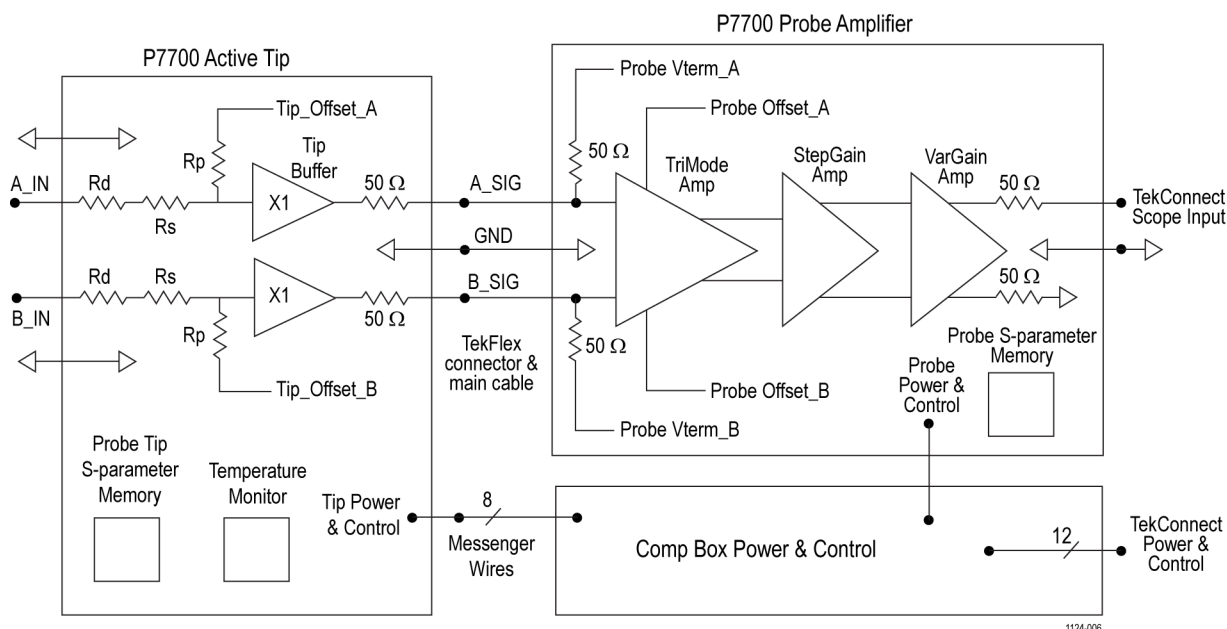 P7700 Probe Amplifier
P7700 Active Tip
Probe Vterm_A
Tip_Offset_A
Probe Offset_A
Rp
Tip
Buffer
50 Ω
TriMode
Amp
StepGain
Amp
VarGain
Amp
A_IN
Rd
Rs
X1
50 Ω
A_SIG
50 Ω
TekConnect
Scope Input
GND
Rd
Rs
B_IN
X1
50 Ω
B_SIG
50 Ω
Rp
50 Ω
TekFlex
connector &
main cable
Probe S-parameter
Memory
Probe
Power &
Control
Tip_Offset_B
Probe Offset_B
Probe Vterm_B
Probe Tip
S-parameter
Memory
Temperature
Monitor
Tip Power
& Control
8
Messenger
Wires
Comp Box Power & Control
12
TekConnect
Power &
Control
1124-006